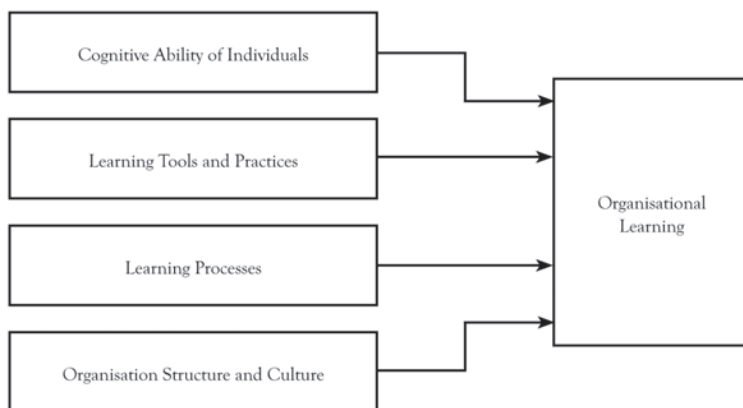 Cognitive Ability of Individuals
Learning Tools and Practices
Learning Processes
Organisation Structure and Culture
Organisational
Learning